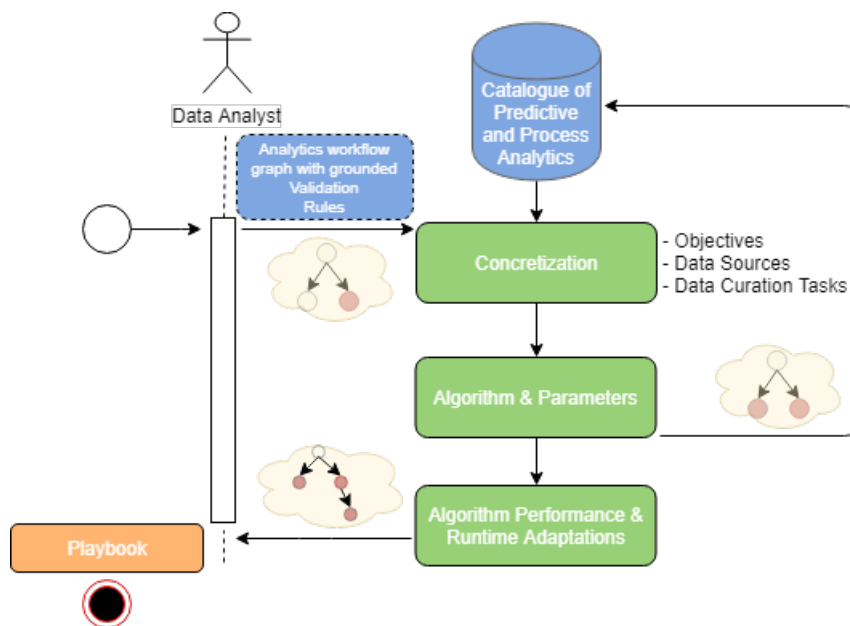 Data Analyst
Catalogue of
Predictive
and Process
Analytics
Analytics workflow
graph with grounded
Validation
Rules
Concretization
- Objectives
- Data Sources
- Data Curation Tasks
Algorithm & Parameters
Algorithm Performance &
Runtime Adaptations
Playbook